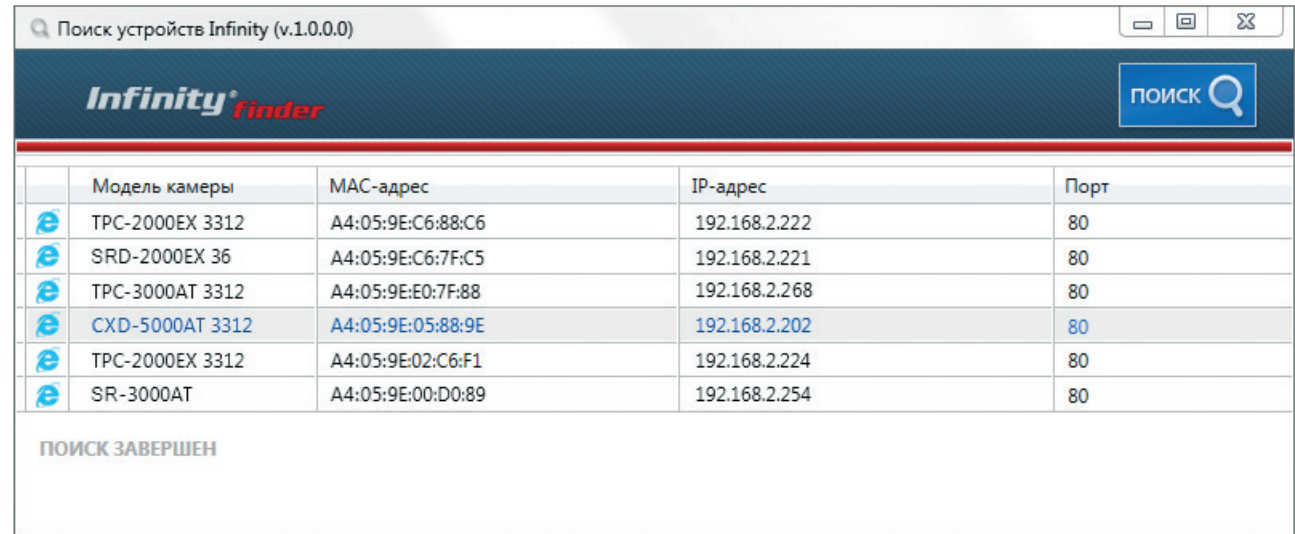 Поиск устройств Infinity (v.1.0.0.0)
Infinity® finder
ПОИСК
Модель камеры MAC-адрес IP-адрес Порт
TPC-2000EX 3312 A4:05:9E:C6:88:C6 192.168.2.222 80
SRD-2000EX 36 A4:05:9E:C6:7F:C5 192.168.2.221 80
TPC-3000AT 3312 A4:05:9E:E0:7F:88 192.168.2.268 80
CXD-5000AT 3312 A4:05:9E:05:88:9E 192.168.2.202 80
TPC-2000EX 3312 A4:05:9E:02:C6:F1 192.168.2.224 80
SR-3000AT A4:05:9E:00:D0:89 192.168.2.254 80
ПОИСК ЗАВЕРШЕН